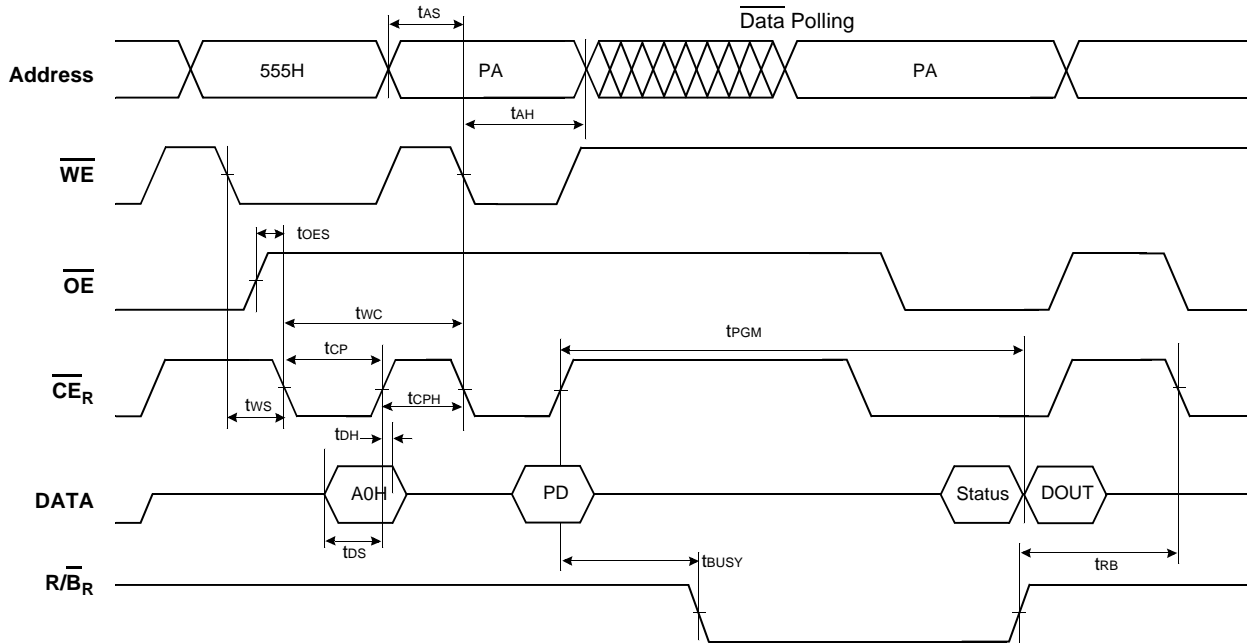 tAS
Data Polling
Address
555H
PA
PA
tAH
WE
tOES
OE
tWC
tPGM
tCP
CER
tWS
tCPH
tDH
DATA
A0H
PD
Status
DOUT
tDS
tBUSY
tRB
R/BR